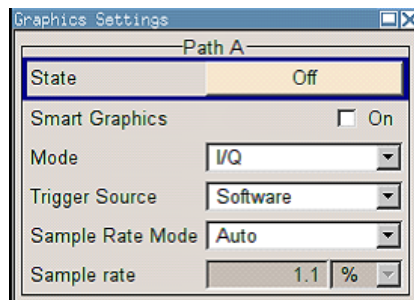 Graphics Settings
Path A
State Off
Smart Graphics On
Mode I/Q
Trigger Source Software
Sample Rate Mode Auto
Sample rate 1.1 %